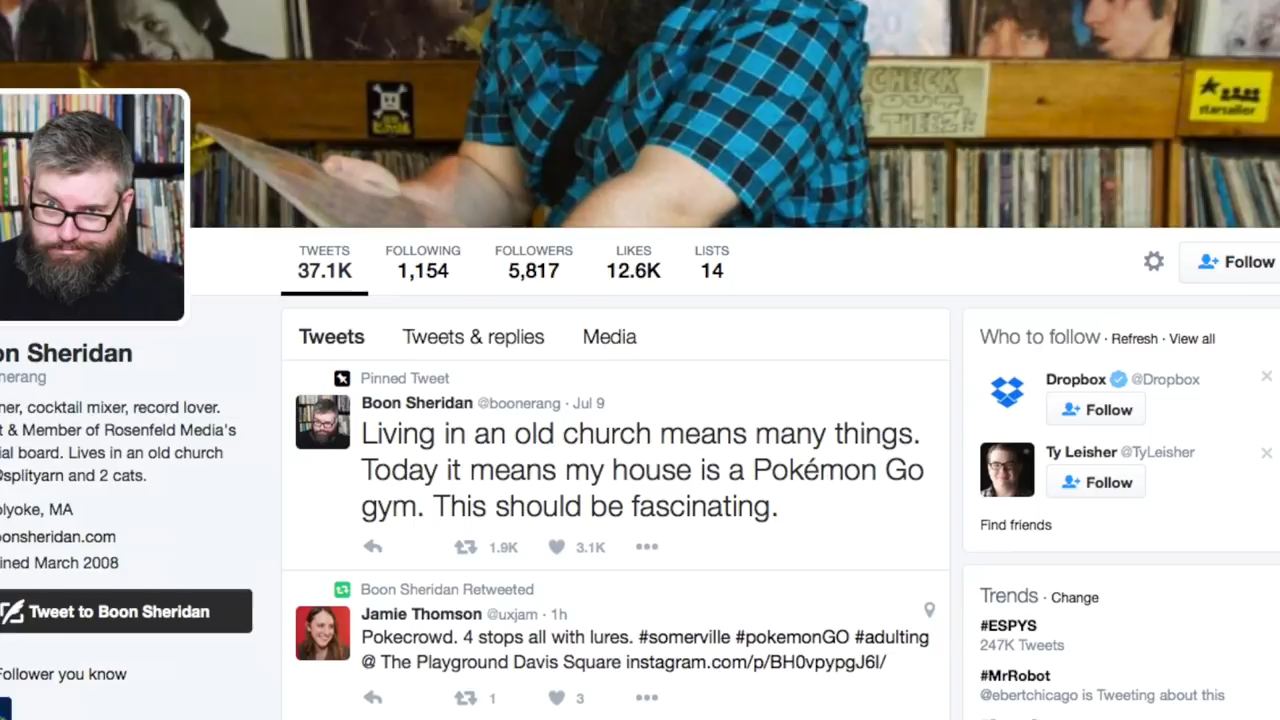 CHECK
OUT
THEEZ!!
starsailor
TWEETS FOLLOWING FOLLOWERS LIKES LISTS
37.1K 1,154 5,817 12.6K 14
Follow
Tweets Tweets & replies Media
on Sheridan
nerang
ner, cocktail mixer, record lover.
t & Member of Rosenfeld Media's
ial board. Lives in an old church
splityarn and 2 cats.
olyoke, MA
oonsheridan.com
ined March 2008
Tweet to Boon Sheridan
Follower you know
Pinned Tweet
Boon Sheridan @boonerang · Jul 9
Living in an old church means many things.
Today it means my house is a Pokémon Go
gym. This should be fascinating.
1.9K 3.1K
Boon Sheridan Retweeted
Jamie Thomson @uxjam · 1h
Pokecrowd. 4 stops all with lures. #somerville #pokemonGO #adulting
@ The Playground Davis Square instagram.com/p/BH0vpypgJ6l/
1 3
Who to follow · Refresh · View all
Dropbox @Dropbox
Follow
Ty Leisher @TyLeisher
Follow
Find friends
Trends · Change
#ESPYS
247K Tweets
#MrRobot
@ebertchicago is Tweeting about this